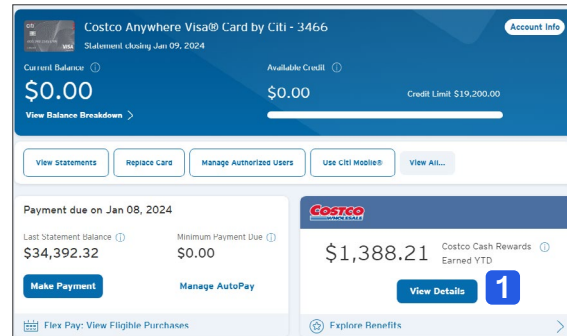 citi
VISA
Costco Anywhere Visa® Card by Citi - 3466
Account Info
Statement closing Jan 09, 2024
Current Balance
Available Credit
$0.00
$0.00
Credit Limit $19,200.00
View Balance Breakdown
View Statements
Replace Card
Manage Authorized Users
Use Citi Mobile®
View All...
Payment due on Jan 08, 2024
COSTCO
WHOLESALE
Last Statement Balance
Minimum Payment Due
$34,392.32
$0.00
$1,388.21
Costco Cash Rewards
Earned YTD
Make Payment
Manage AutoPay
View Details
1
Flex Pay: View Eligible Purchases
Explore Benefits